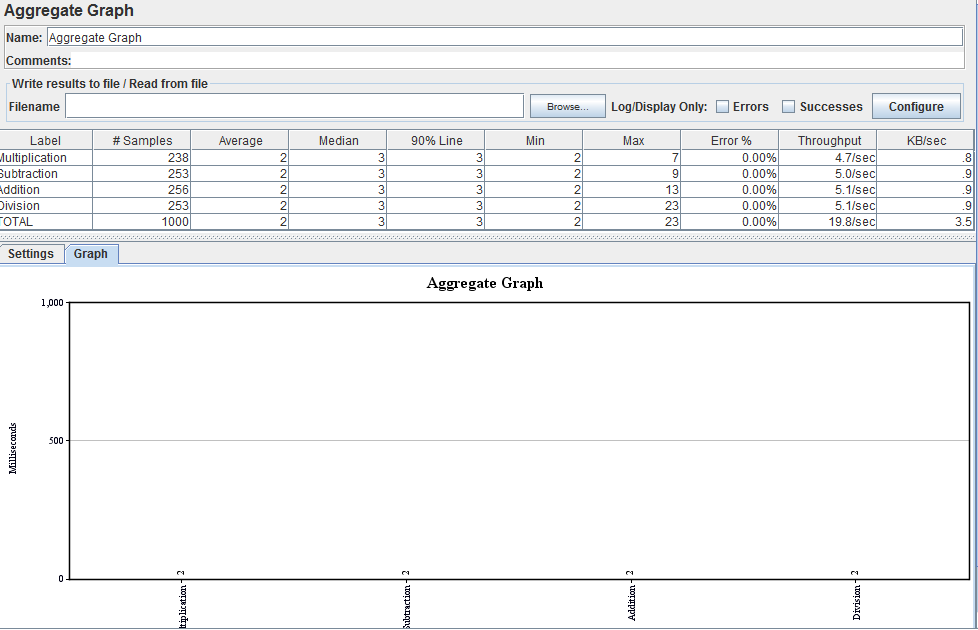 Aggregate Graph
Name: Aggregate Graph
Comments:
Write results to file / Read from file
Filename Browse... Log/Display Only: Errors Successes Configure
Label # Samples Average Median 90% Line Min Max Error % Throughput KB/sec
Multiplication 238 2 3 3 2 7 0.00% 4.7/sec .8
Subtraction 253 2 3 3 2 9 0.00% 5.0/sec .9
Addition 256 2 3 3 2 13 0.00% 5.1/sec .9
Division 253 2 3 3 2 23 0.00% 5.1/sec .9
TOTAL 1000 2 3 3 2 23 0.00% 19.8/sec 3.5
Settings Graph
Aggregate Graph
1,000
500
0
Milliseconds
2 2 2 2
ltiplication - ubtraction - Addition - Division -